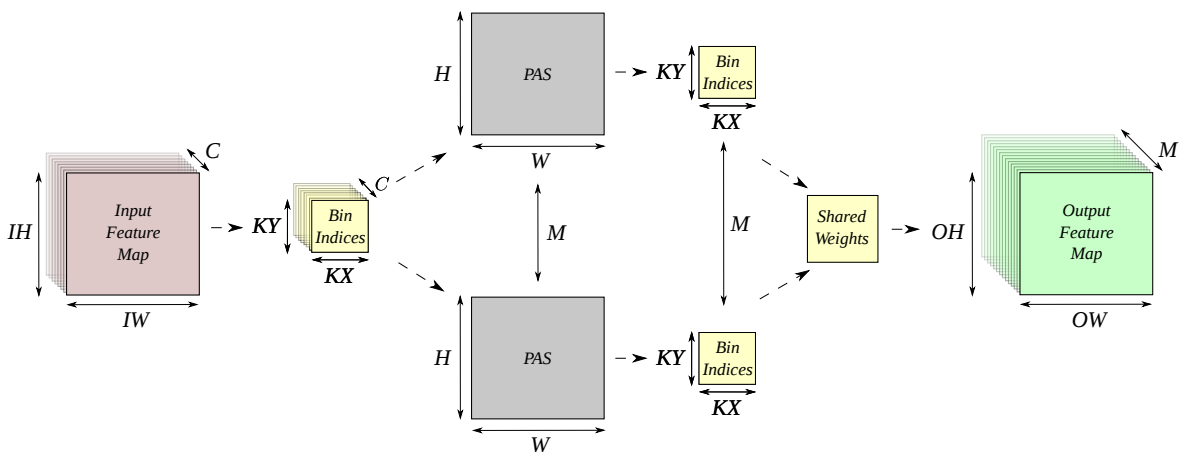 C
IH
Input
Feature
Map
IW
C
KY
Bin
Indices
KX
H
PAS
W
M
H
PAS
W
KY
Bin
Indices
KX
M
KY
Bin
Indices
KX
Shared
Weights
M
OH
Output
Feature
Map
OW